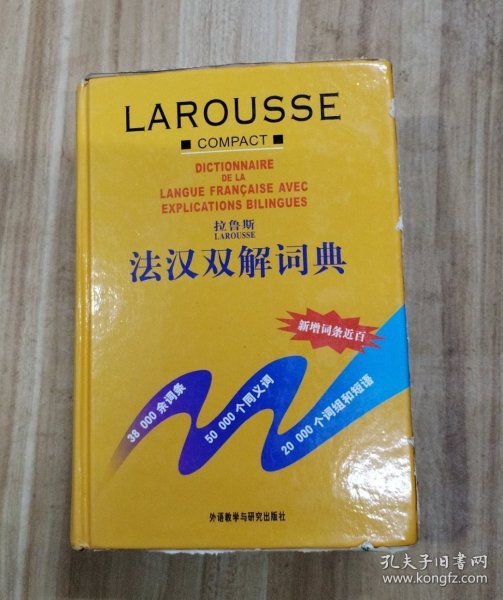 LAROUSSE
■ COMPACT ■
DICTIONNAIRE
DE LA
LANGUE FRANÇAISE AVEC
EXPLICATIONS BILINGUES
拉鲁斯
LAROUSSE
法汉双解词典
新增词条近百
38 000 余词条
50 000 个同义词
20 000 个词组和短语
外语教学与研究出版社
孔夫子旧书网
www.kongfz.com